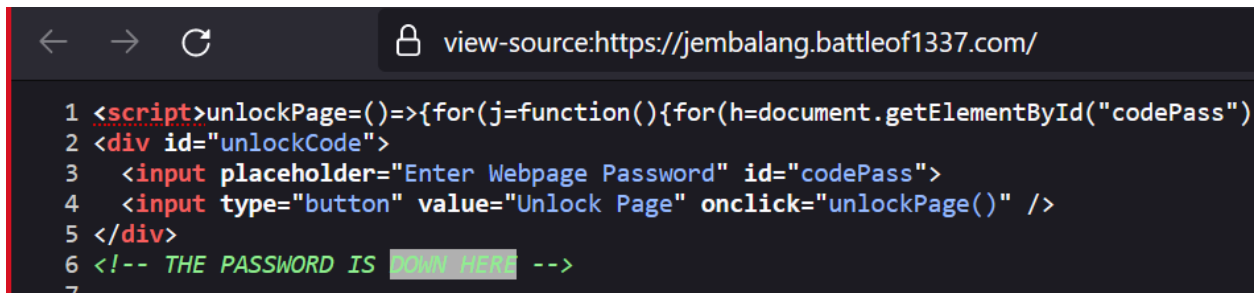 view-source:https://jembalang.battleof1337.com/
1 <script>unlockPage=()=>{for(j=function(){for(h=document.getElementById("codePass")
2 <div id="unlockCode">
3 <input placeholder="Enter Webpage Password" id="codePass">
4 <input type="button" value="Unlock Page" onclick="unlockPage()" />
5 </div>
6 <!-- THE PASSWORD IS DOWN HERE -->
7